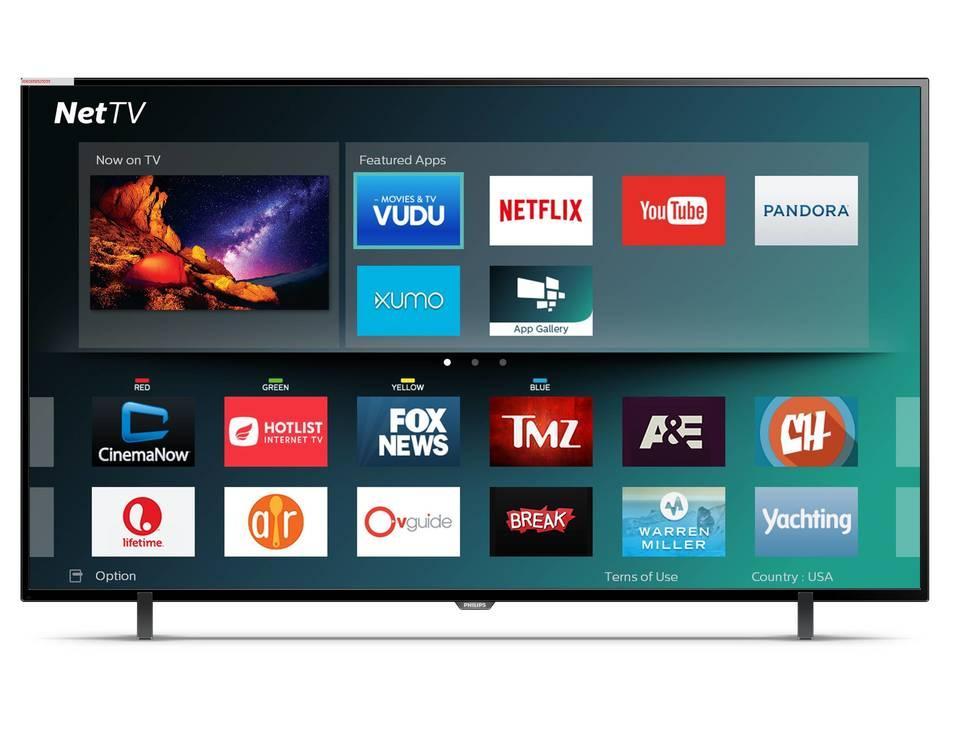 NetTV
Now on TV
Featured Apps
- MOVIES & TV
VUDU
NETFLIX
YouTube
PANDORA
XUMO
App Gallery
RED
GREEN
YELLOW
BLUE
CinemaNow
HOTLIST
INTERNET TV
FOX
NEWS
TMZ
A&E
CH
lifetime
air
vguide
BREAK
WARREN
MILLER
Yachting
Option
Terns of Use
Country : USA
PHILIPS